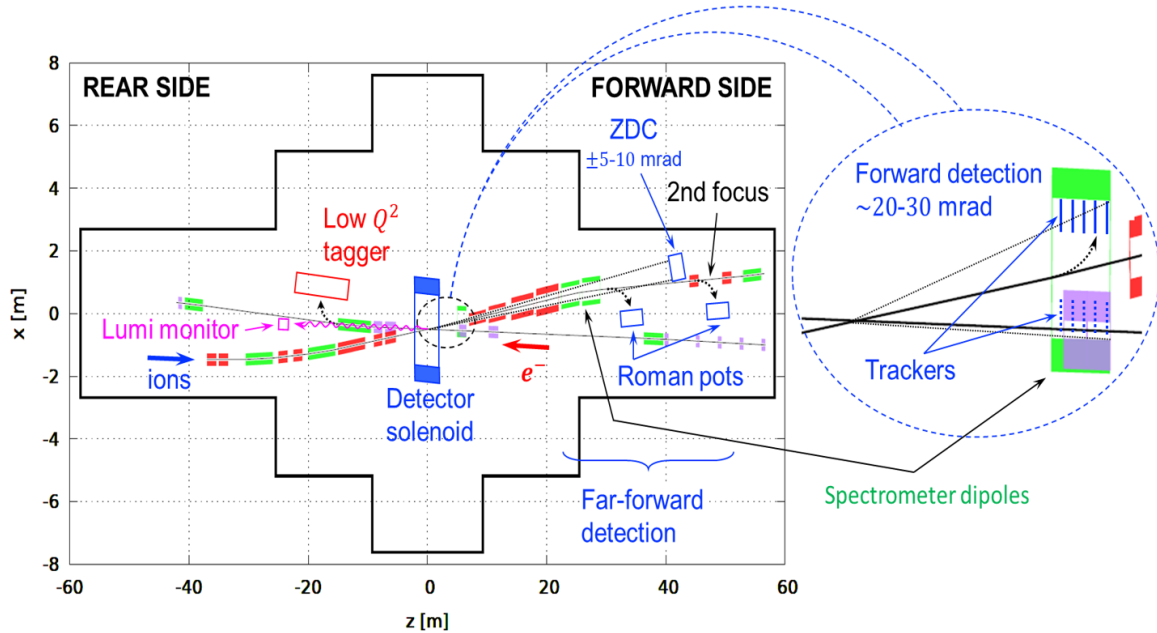 REAR SIDE
FORWARD SIDE
ZDC
±5-10 mrad
2nd focus
Low Q²
tagger
Lumi monitor
ions
Detector
solenoid
e⁻
Roman pots
Far-forward
detection
Forward detection
~20-30 mrad
Trackers
Spectrometer dipoles
x [m]
8
6
4
2
0
-2
-4
-6
-8
-60
-40
-20
0
20
40
60
z [m]